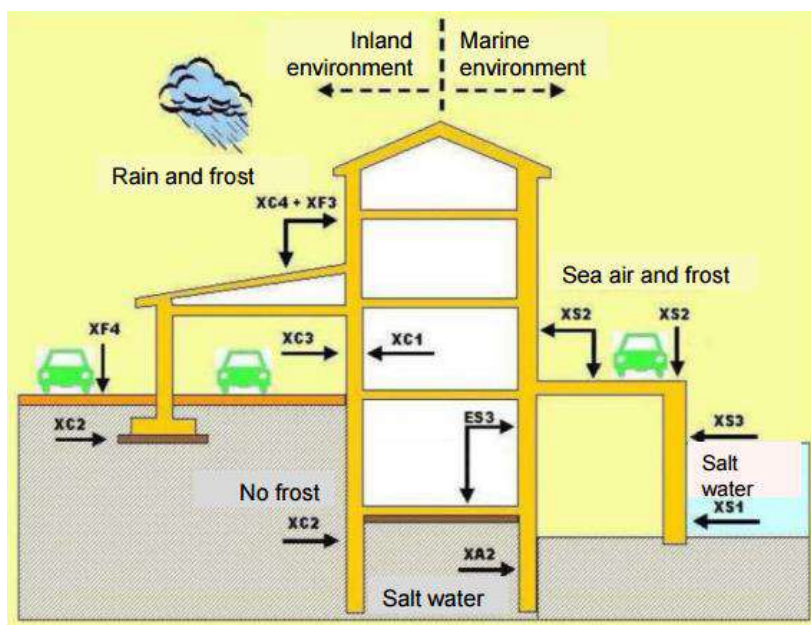 Inland
environment
Marine
environment
Rain and frost
XC4 + XF3
Sea air and frost
XS2
XS2
XF4
XC3
XC1
XC2
ES3
XS3
No frost
Salt
water
XS1
XC2
XA2
Salt water